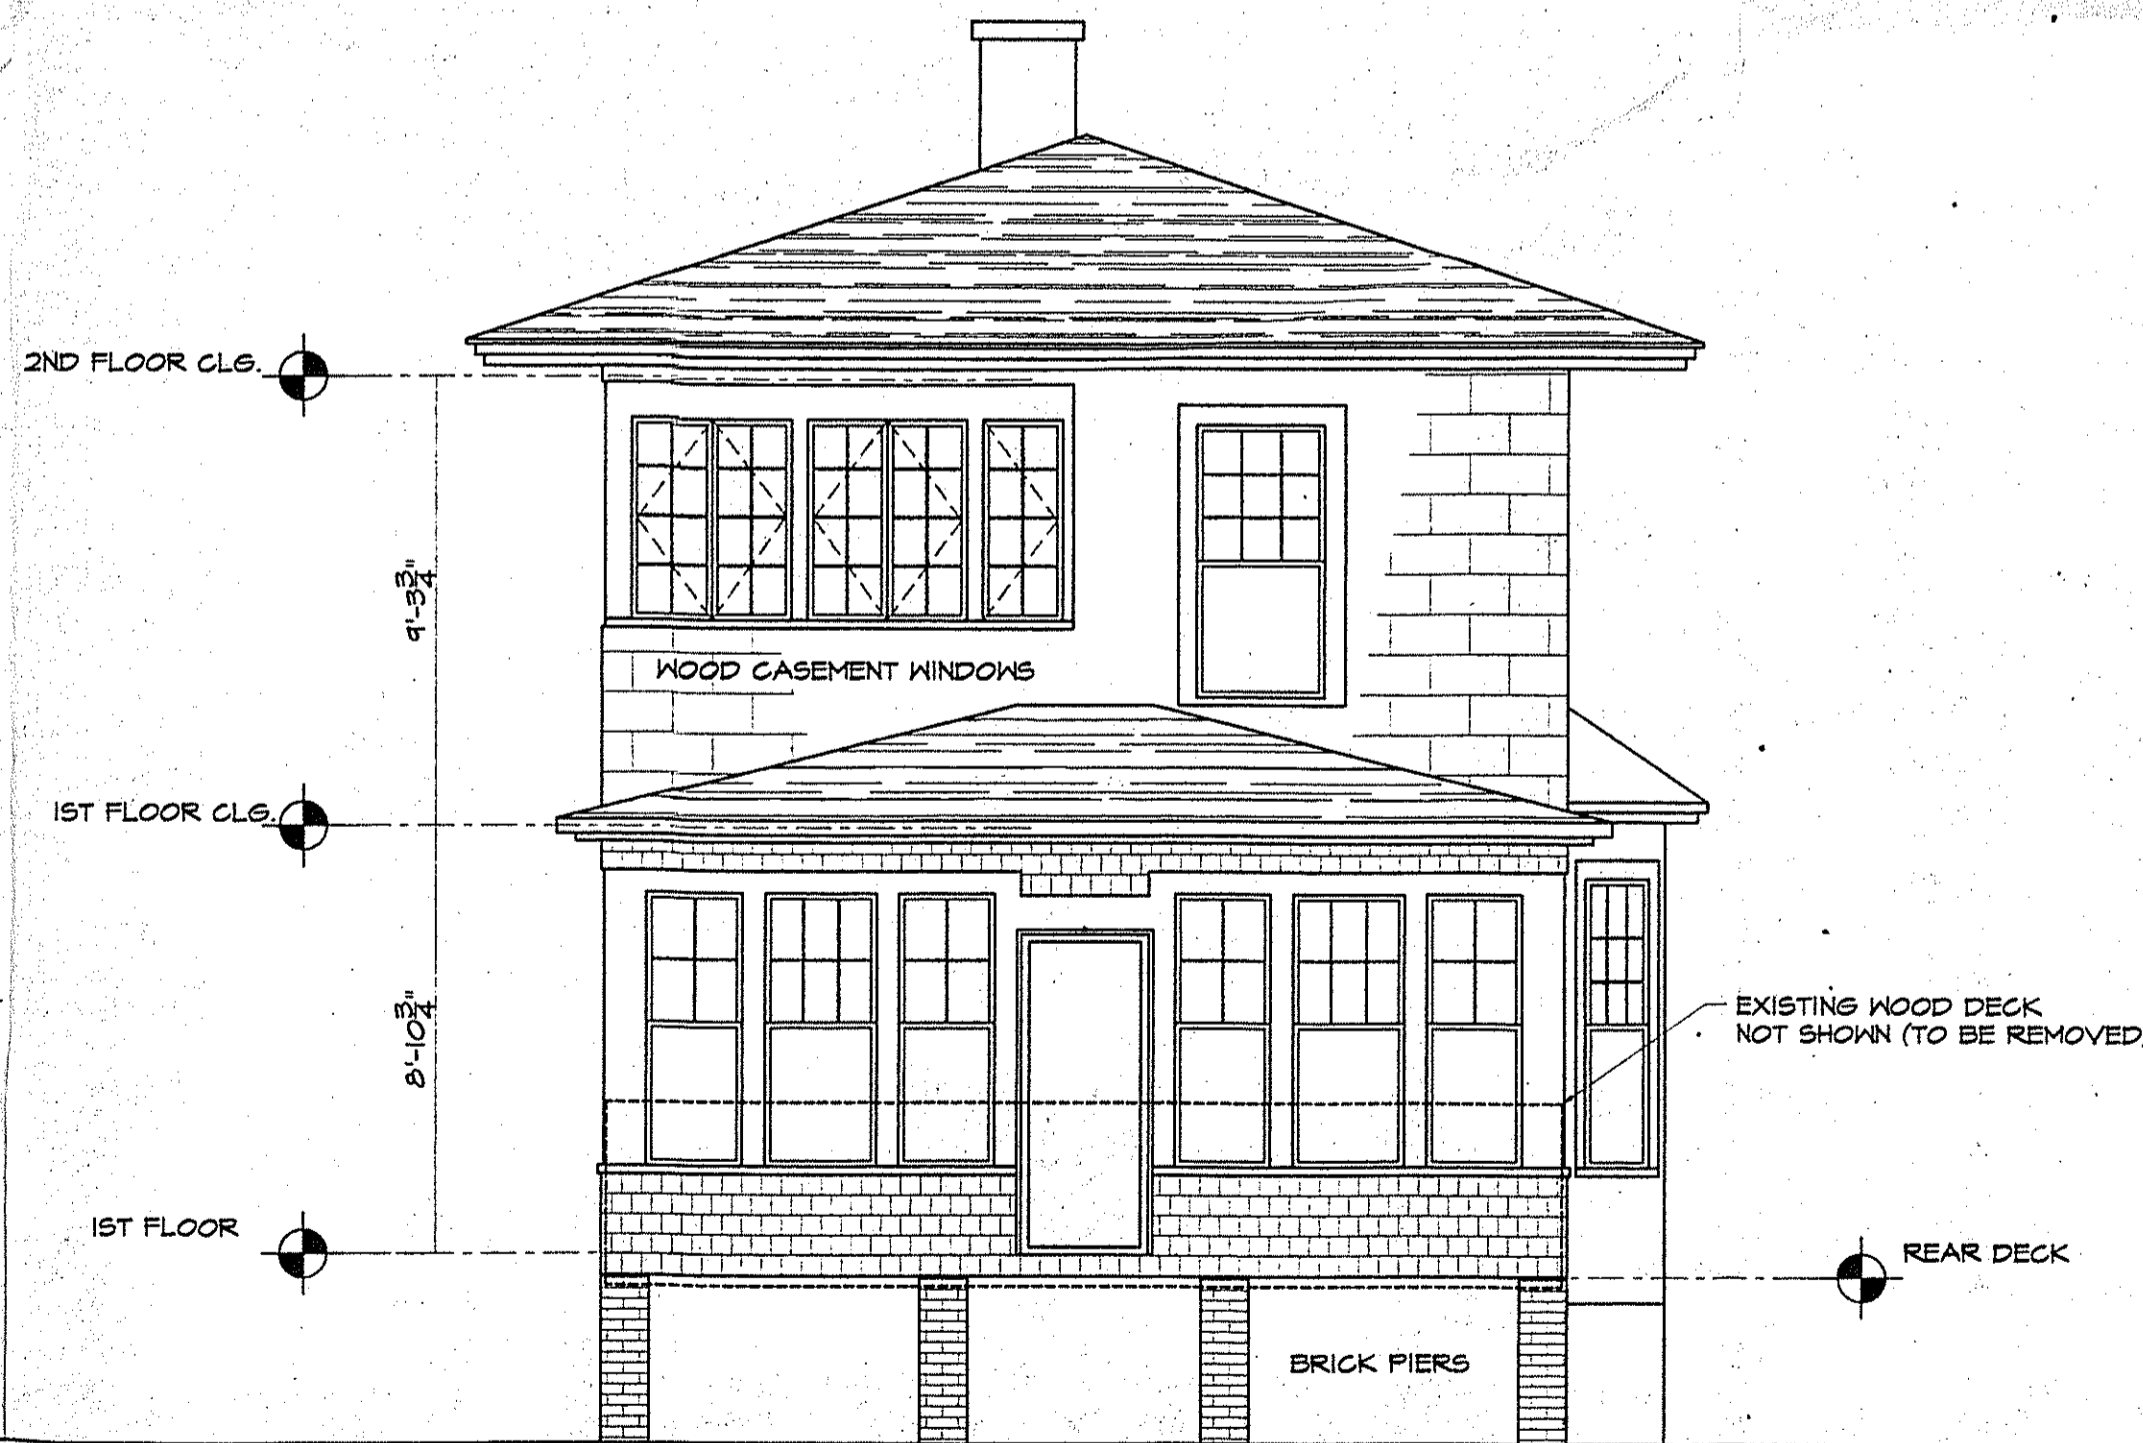 2ND FLOOR CLG.
9'-3 3/4"
WOOD CASEMENT WINDOWS
1ST FLOOR CLG.
8'-10 3/4"
EXISTING WOOD DECK
NOT SHOWN (TO BE REMOVED)
1ST FLOOR
REAR DECK
BRICK PIERS